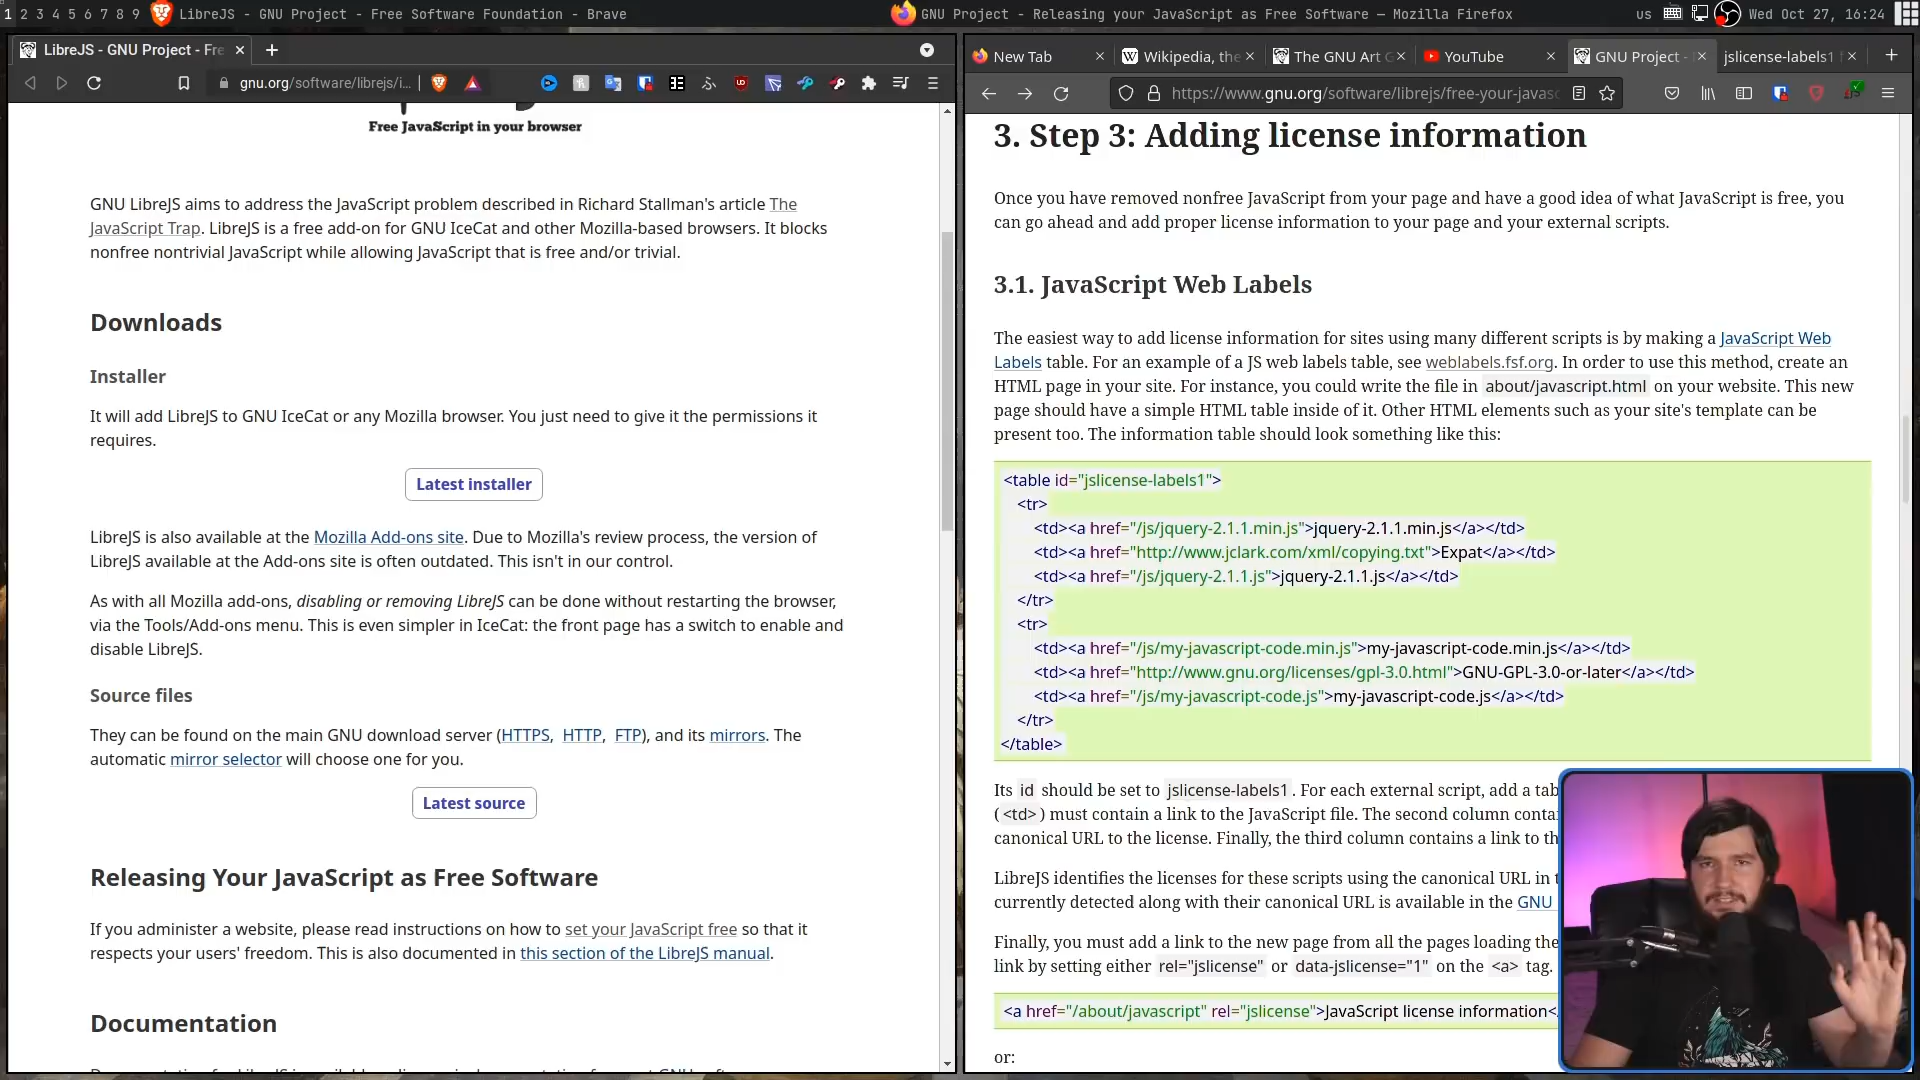 1 2 3 4 5 6 7 8 9 LibreJS - GNU Project - Free Software Foundation - Brave
GNU Project - Releasing your JavaScript as Free Software — Mozilla Firefox
us Wed Oct 27, 16:24
LibreJS - GNU Project - Fre
gnu.org/software/librejs/i...
Free JavaScript in your browser
GNU LibreJS aims to address the JavaScript problem described in Richard Stallman's article The
JavaScript Trap. LibreJS is a free add-on for GNU IceCat and other Mozilla-based browsers. It blocks
nonfree nontrivial JavaScript while allowing JavaScript that is free and/or trivial.
Downloads
Installer
It will add LibreJS to GNU IceCat or any Mozilla browser. You just need to give it the permissions it
requires.
Latest installer
LibreJS is also available at the Mozilla Add-ons site. Due to Mozilla's review process, the version of
LibreJS available at the Add-ons site is often outdated. This isn't in our control.
As with all Mozilla add-ons, disabling or removing LibreJS can be done without restarting the browser,
via the Tools/Add-ons menu. This is even simpler in IceCat: the front page has a switch to enable and
disable LibreJS.
Source files
They can be found on the main GNU download server (HTTPS, HTTP, FTP), and its mirrors. The
automatic mirror selector will choose one for you.
Latest source
Releasing Your JavaScript as Free Software
If you administer a website, please read instructions on how to set your JavaScript free so that it
respects your users' freedom. This is also documented in this section of the LibreJS manual.
Documentation
New Tab
Wikipedia, the
The GNU Art G
YouTube
GNU Project -
jslicense-labels1 f
https://www.gnu.org/software/librejs/free-your-javasc
3. Step 3: Adding license information
Once you have removed nonfree JavaScript from your page and have a good idea of what JavaScript is free, you
can go ahead and add proper license information to your page and your external scripts.
3.1. JavaScript Web Labels
The easiest way to add license information for sites using many different scripts is by making a JavaScript Web
Labels table. For an example of a JS web labels table, see weblabels.fsf.org. In order to use this method, create an
HTML page in your site. For instance, you could write the file in about/javascript.html on your website. This new
page should have a simple HTML table inside of it. Other HTML elements such as your site's template can be
present too. The information table should look something like this:
<table id="jslicense-labels1">
<tr>
<td><a href="/js/jquery-2.1.1.min.js">jquery-2.1.1.min.js</a></td>
<td><a href="http://www.jclark.com/xml/copying.txt">Expat</a></td>
<td><a href="/js/jquery-2.1.1.js">jquery-2.1.1.js</a></td>
</tr>
<tr>
<td><a href="/js/my-javascript-code.min.js">my-javascript-code.min.js</a></td>
<td><a href="http://www.gnu.org/licenses/gpl-3.0.html">GNU-GPL-3.0-or-later</a></td>
<td><a href="/js/my-javascript-code.js">my-javascript-code.js</a></td>
</tr>
</table>
Its id should be set to jslicense-labels1. For each external script, add a tab
(<td>) must contain a link to the JavaScript file. The second column contai
canonical URL to the license. Finally, the third column contains a link to th
LibreJS identifies the licenses for these scripts using the canonical URL in t
currently detected along with their canonical URL is available in the GNU
Finally, you must add a link to the new page from all the pages loading the
link by setting either rel="jslicense" or data-jslicense="1" on the <a> tag.
<a href="/about/javascript" rel="jslicense">JavaScript license information<
or: